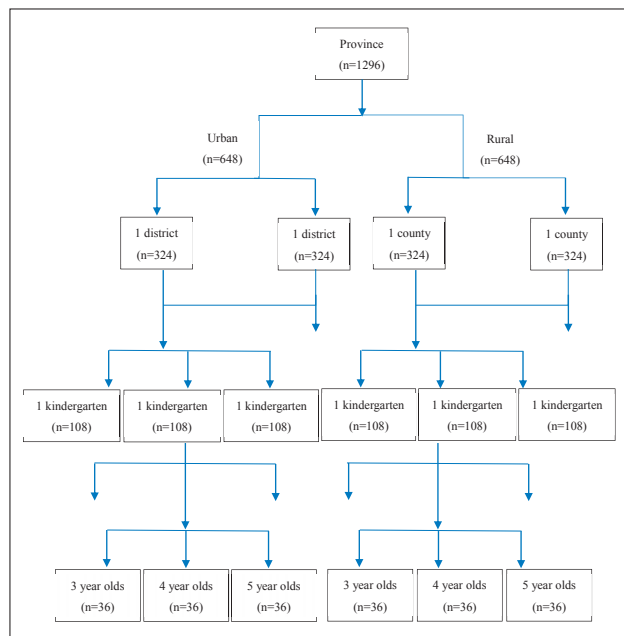 Province
(n=1296)
Urban
(n=648)
Rural
(n=648)
1 district
(n=324)
1 district
(n=324)
1 county
(n=324)
1 county
(n=324)
1 kindergarten
(n=108)
1 kindergarten
(n=108)
1 kindergarten
(n=108)
1 kindergarten
(n=108)
1 kindergarten
(n=108)
1 kindergarten
(n=108)
3 year olds
(n=36)
4 year olds
(n=36)
5 year olds
(n=36)
3 year olds
(n=36)
4 year olds
(n=36)
5 year olds
(n=36)